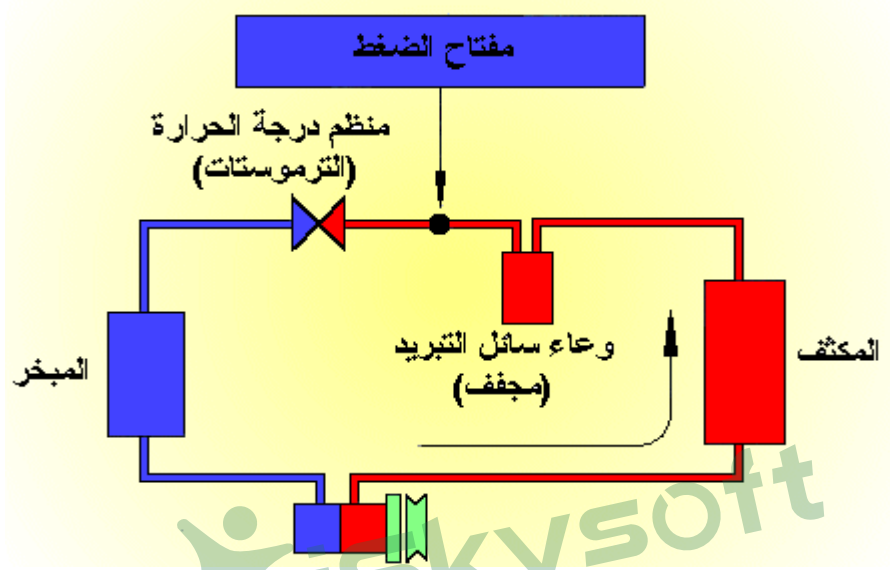 مفتاح الضغط
منظم درجة الحرارة
(الترموستات)
وعاء سائل التبريد
(مجفف)
المكثف
المبخر
skysoft